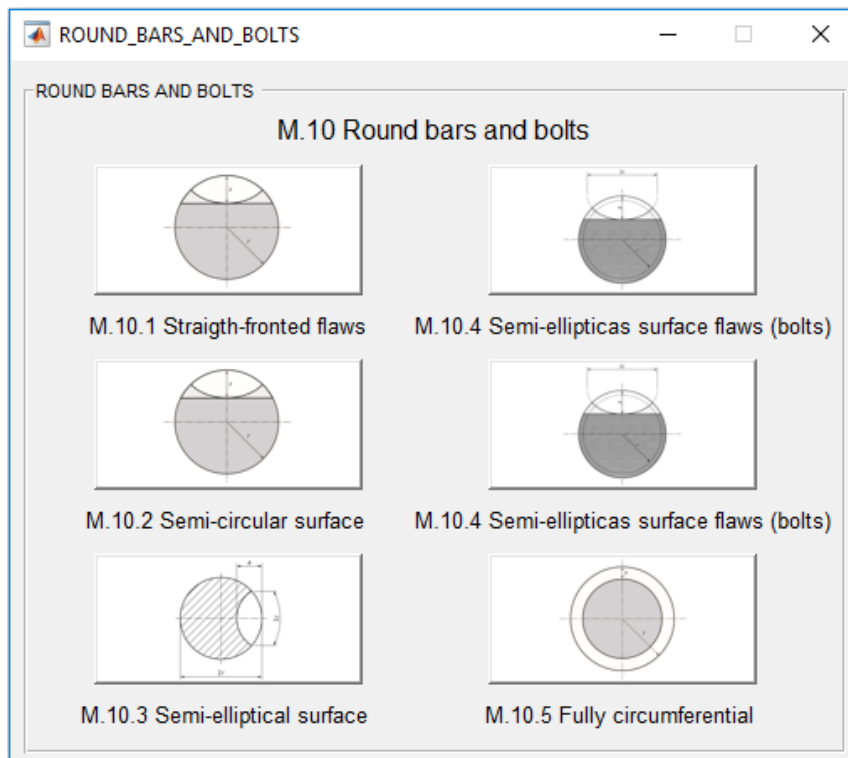 ROUND_BARS_AND_BOLTS
ROUND BARS AND BOLTS
M.10 Round bars and bolts
M.10.1 Straigth-fronted flaws
M.10.4 Semi-ellipticas surface flaws (bolts)
M.10.2 Semi-circular surface
M.10.4 Semi-ellipticas surface flaws (bolts)
M.10.3 Semi-elliptical surface
M.10.5 Fully circumferential